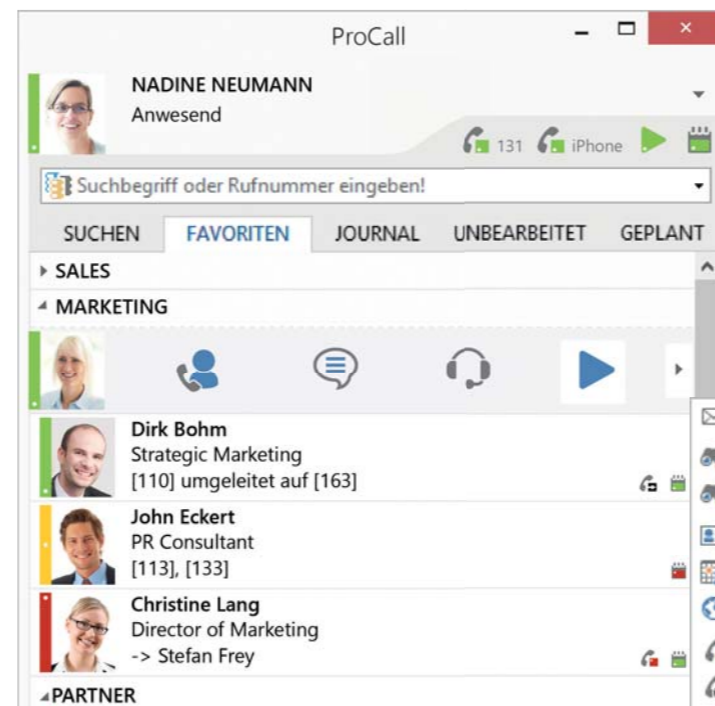 ProCall
NADINE NEUMANN
Anwesend
131 iPhone
Suchbegriff oder Rufnummer eingeben!
SUCHEN FAVORITEN JOURNAL UNBEARBEITET GEPLANT
SALES
MARKETING
Dirk Bohm
Strategic Marketing
[110] umgeleitet auf [163]
John Eckert
PR Consultant
[113], [133]
Christine Lang
Director of Marketing
-> Stefan Frey
PARTNER